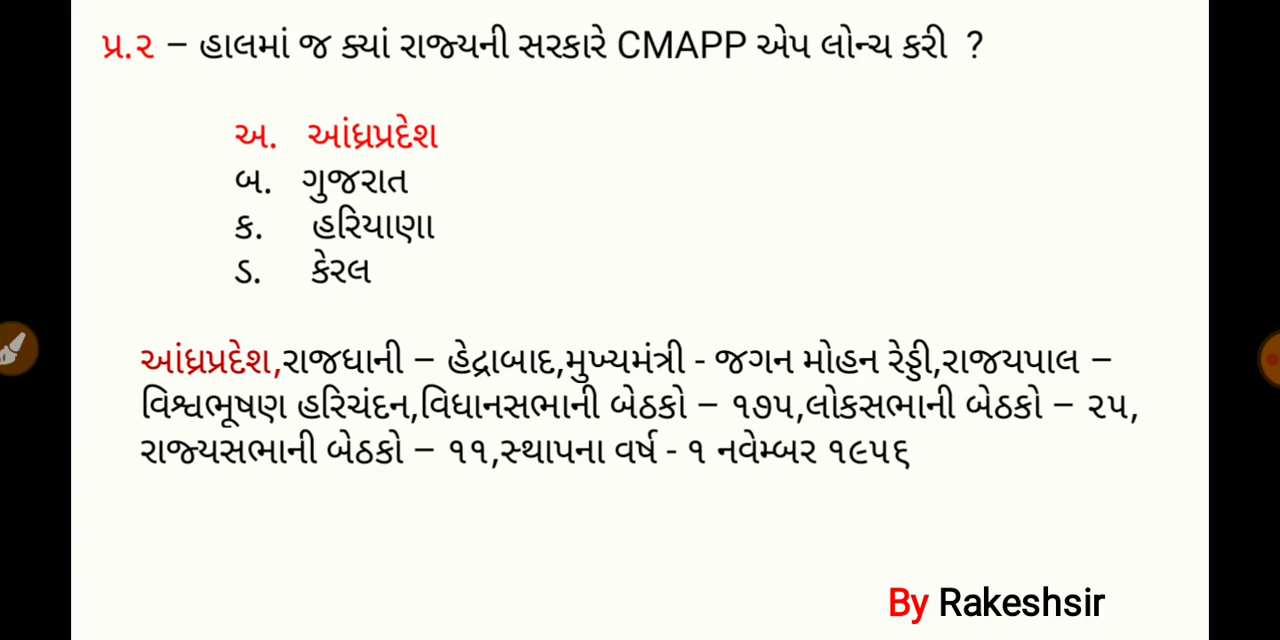 પ્ર.૨ – હાલમાં જ ક્યાં રાજ્યની સરકારે CMAPP એપ લોન્ચ કરી ?
અ. આંધ્રપ્રદેશ
બ. ગુજરાત
ક. હરિયાણા
ડ. કેરલ
આંધ્રપ્રદેશ,રાજધાની – હેદ્રાબાદ,મુખ્યમંત્રી - જગન મોહન રેડ્ડી,રાજયપાલ –
વિશ્વભૂષણ હરિચંદન,વિધાનસભાની બેઠકો – ૧૭૫,લોકસભાની બેઠકો – ૨૫,
રાજ્યસભાની બેઠકો – ૧૧,સ્થાપના વર્ષ - ૧ નવેમ્બર ૧૯૫૬
By Rakeshsir